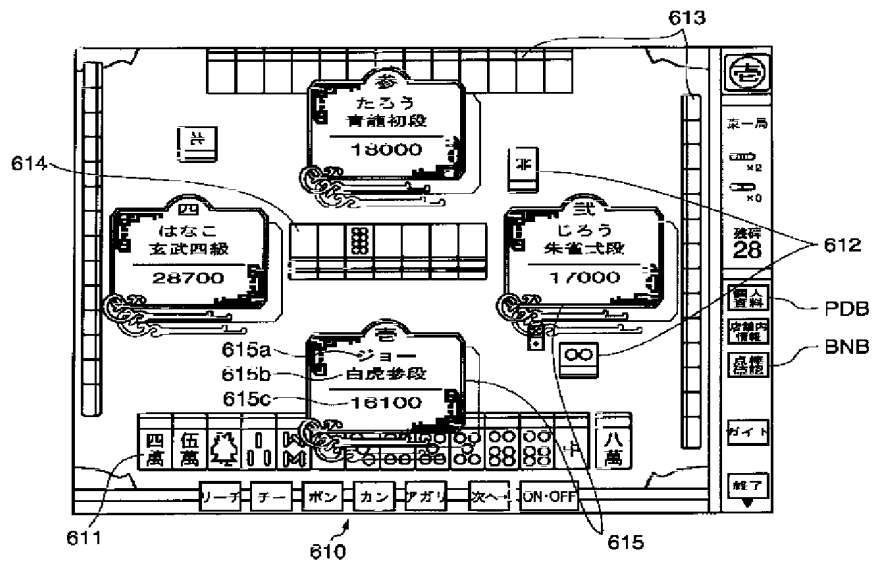 613
参
たろう
青龍初段
18000
614
四
はなこ
玄武四級
28700
弐
じろう
朱雀弐段
17000
612
壱
東一局
×2
×0
残牌
28
個人
資料
PDB
店舗内
情報
BNB
点棒
確認
ガイド
終了
615a
615b
615c
壱
ジョー
白虎参段
16100
四
萬
伍
萬
中
八
萬
611
リーチ
チー
ポン
カン
アガリ
次へ
ON・OFF
610
615